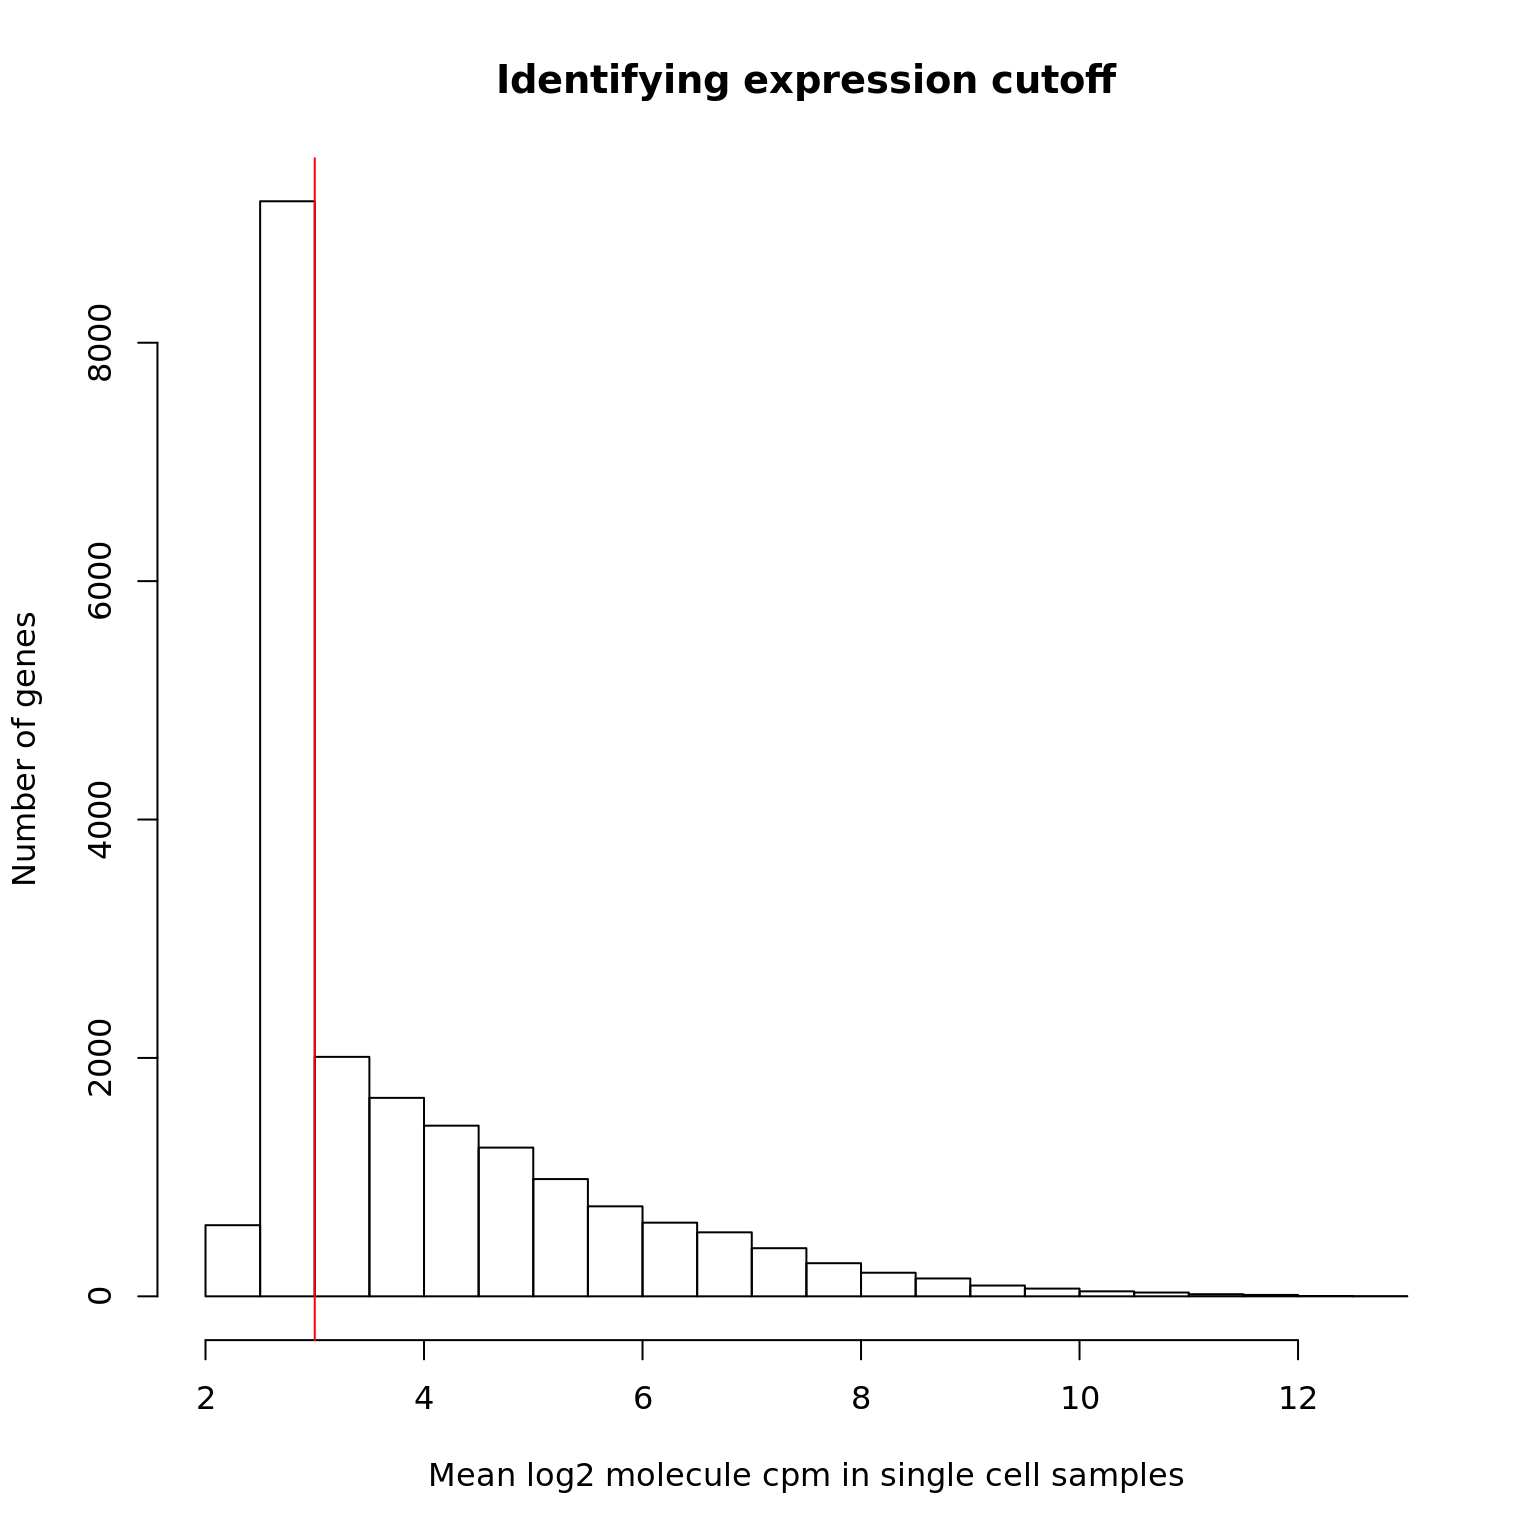 Identifying expression cutoff
Number of genes
8000
6000
4000
2000
0
2 4 6 8 10 12
Mean log2 molecule cpm in single cell samples